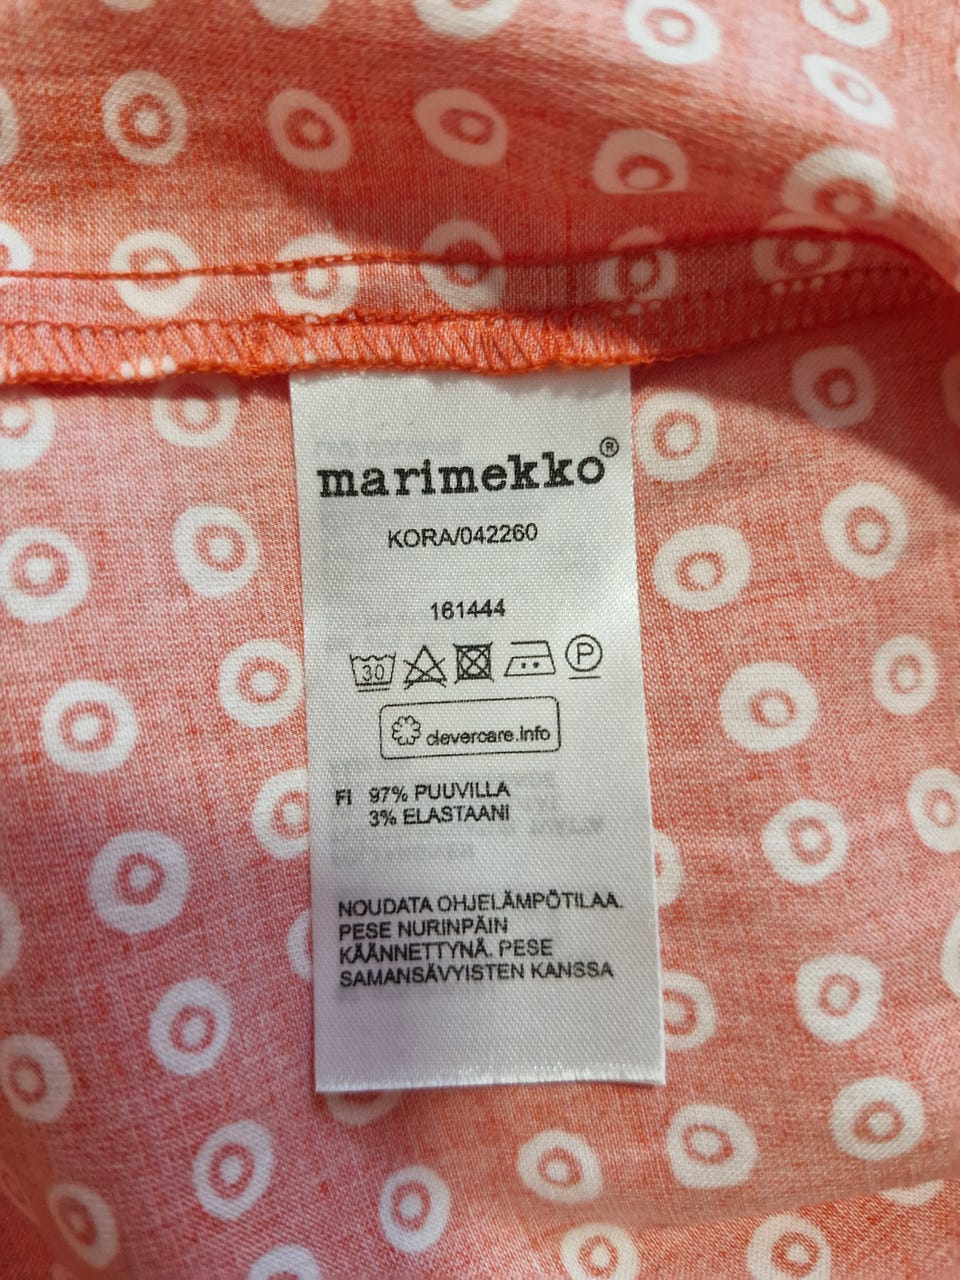 marimekko®
KORA/042260
161444
30 P
clevercare.info
FI 97% PUUVILLA
3% ELASTAANI
NOUDATA OHJELÄMPÖTILAA.
PESE NURINPÄIN
KÄÄNNETTYNÄ. PESE
SAMANSÄVYISTEN KANSSA